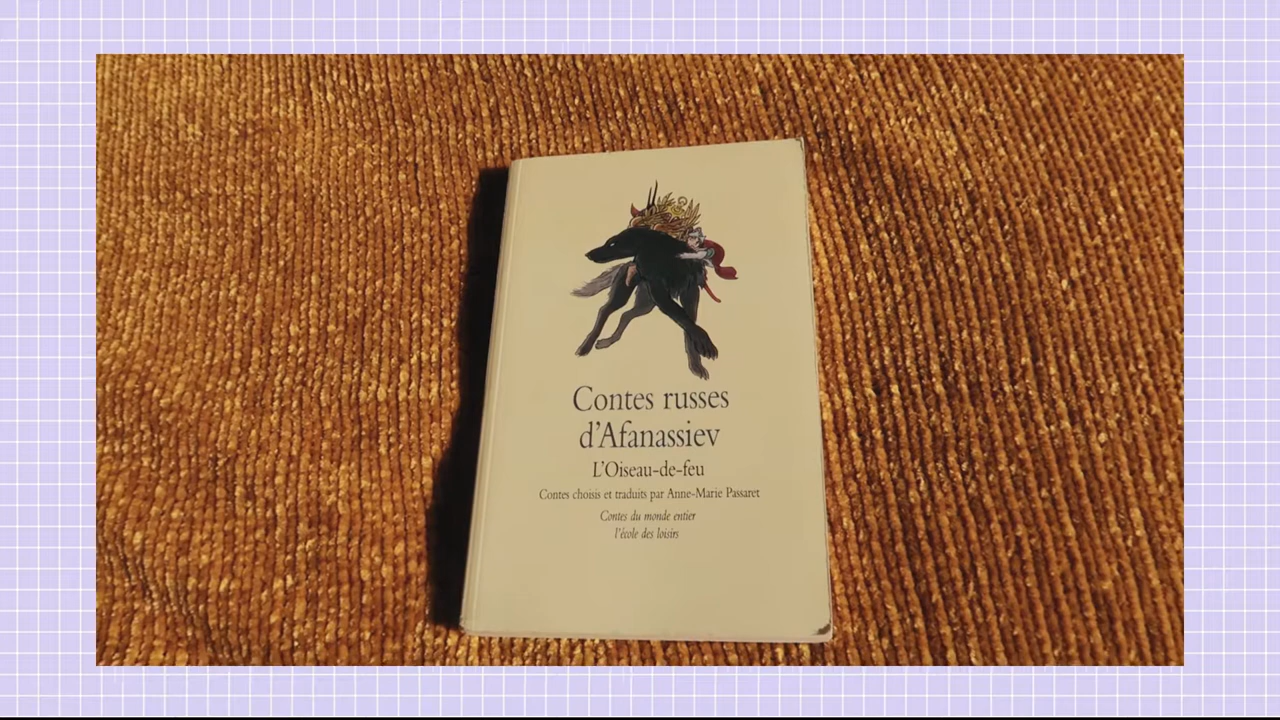 Contes russes
d'Afanassiev
L'Oiseau-de-feu
Contes choisis et traduits par Anne-Marie Passaret
Contes du monde entier
l'école des loisirs